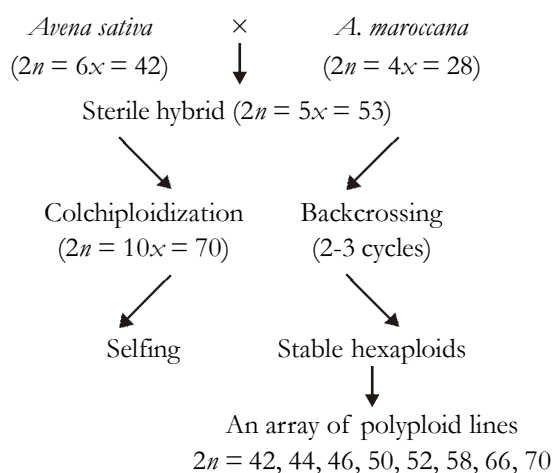 Avena sativa × A. maroccana
(2n = 6x = 42) (2n = 4x = 28)
Sterile hybrid (2n = 5x = 53)
Colchiploidization Backcrossing
(2n = 10x = 70) (2-3 cycles)
Selfing Stable hexaploids
An array of polyploid lines
2n = 42, 44, 46, 50, 52, 58, 66, 70